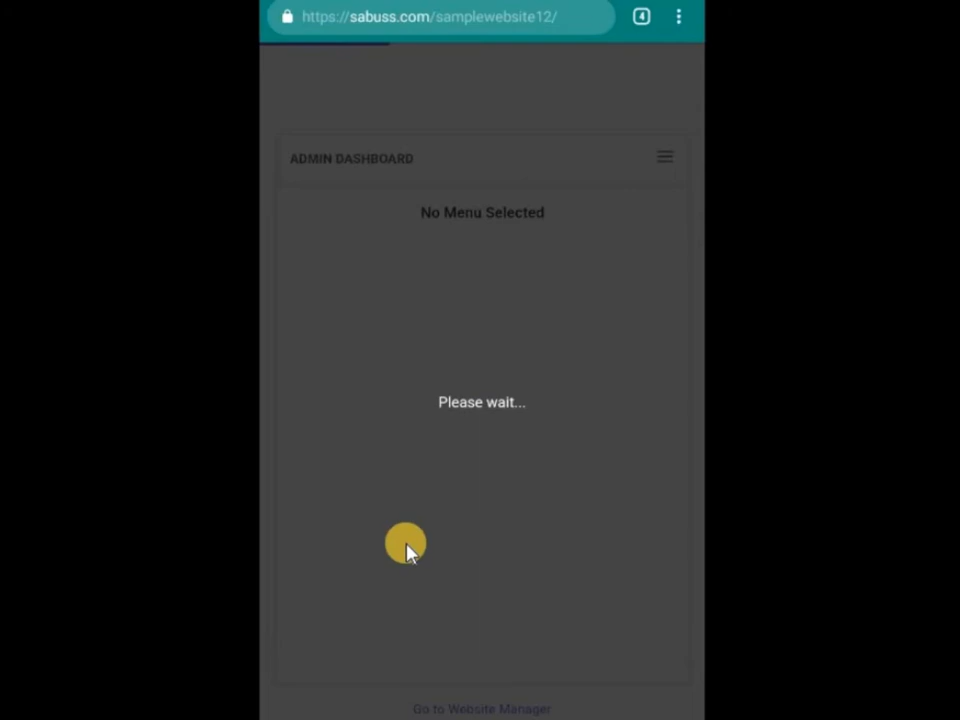 https://sabuss.com/samplewebsite12/
4
ADMIN DASHBOARD
No Menu Selected
Please wait...
Go to Website Manager